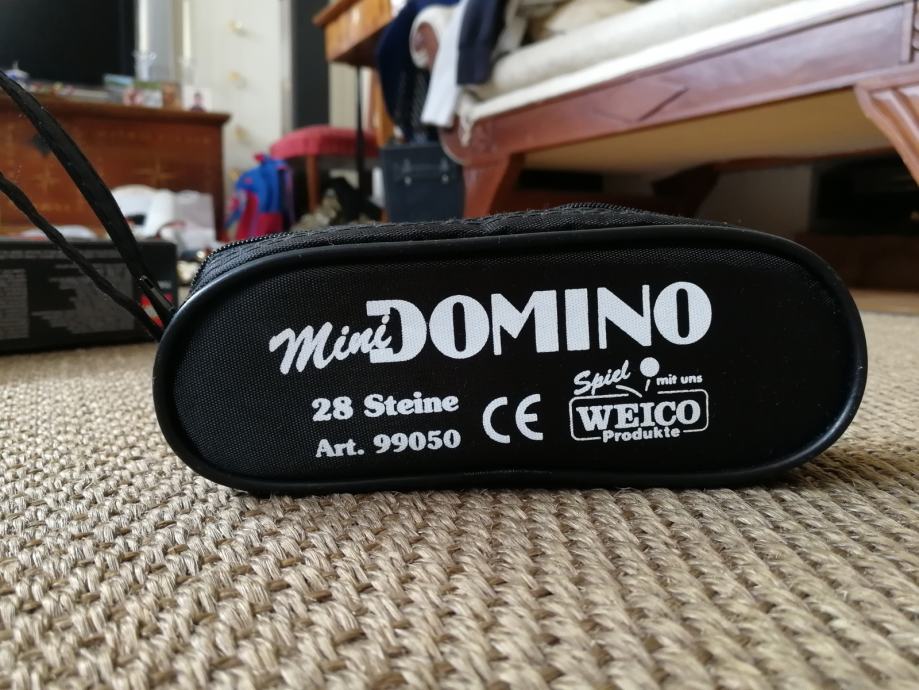 Mini DOMINO
28 Steine
Art. 99050
CE
Spiel mit uns
WEICO
Produkte